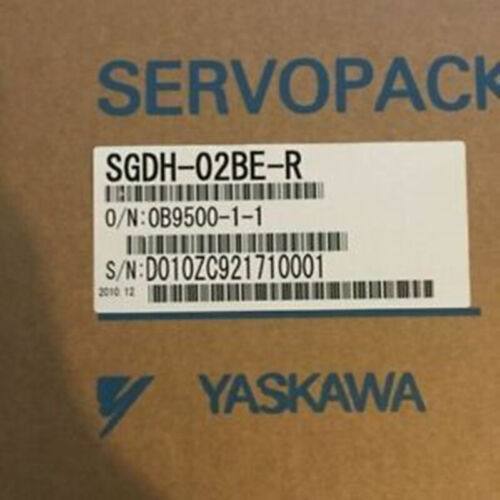 SERVOPACK
SGDH-02BE-R
O/N:0B9500-1-1
S/N:D010ZC921710001
2010.12
YASKAWA